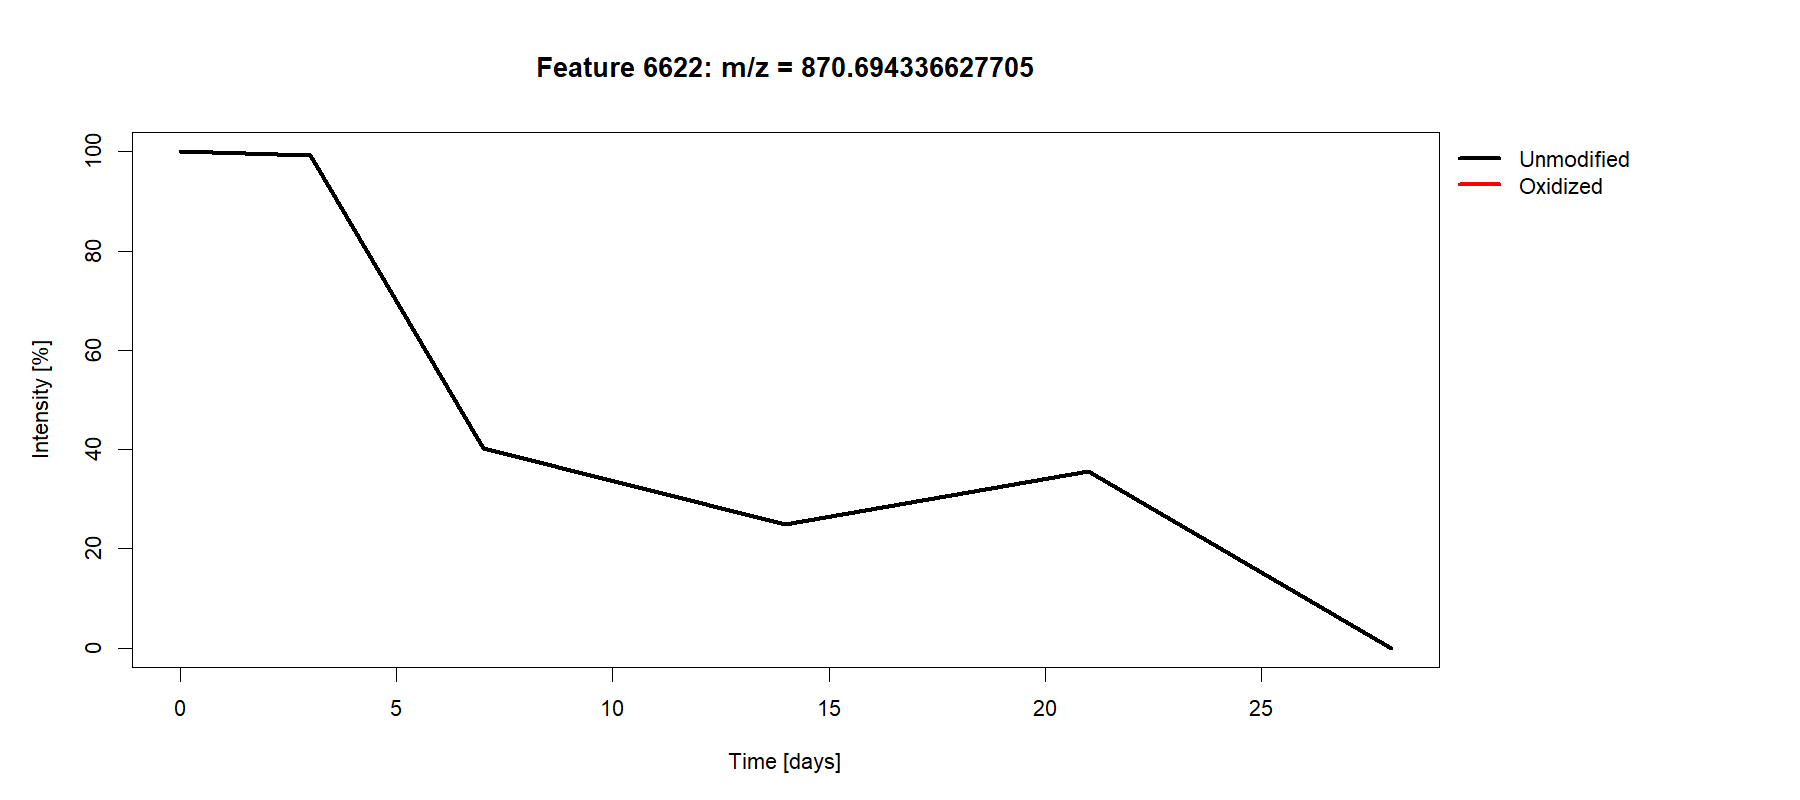 Feature 6622: m/z = 870.694336627705
Unmodified
Oxidized
Intensity [%]
100
80
60
40
20
0
0 5 10 15 20 25
Time [days]